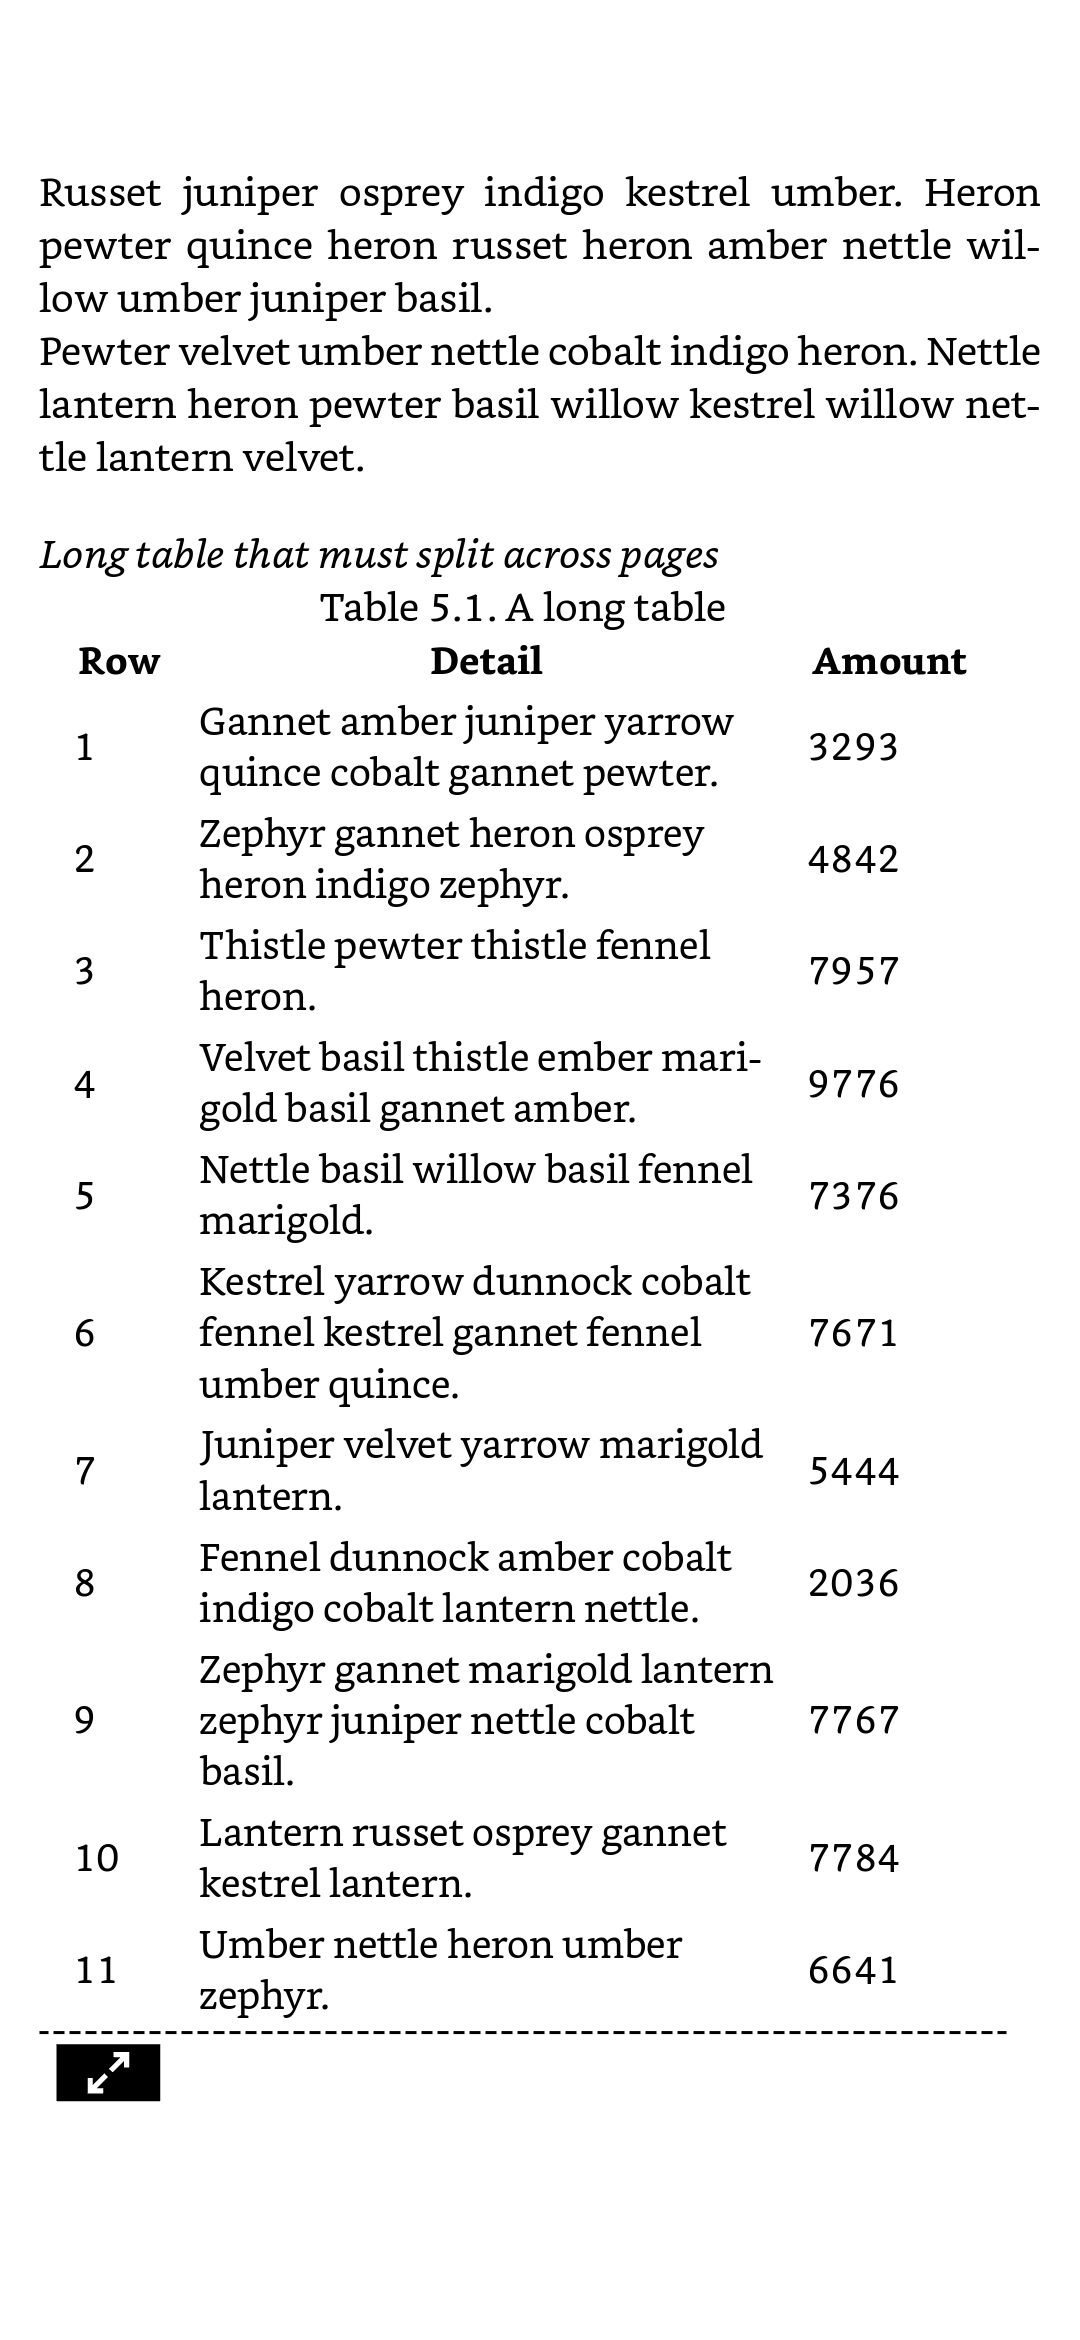 Russet juniper osprey indigo kestrel umber. Heron
pewter quince heron russet heron amber nettle wil-
low umber juniper basil.
Pewter velvet umber nettle cobalt indigo heron. Nettle
lantern heron pewter basil willow kestrel willow net-
tle lantern velvet.
Long table that must split across pages
Table 5.1. A long table
Row Detail Amount
Gannet amber juniper yarrow
1 3293
quince cobalt gannet pewter.
Zephyr gannet heron osprey
2 4842
heron indigo zephyr.
Thistle pewter thistle fennel
3 7957
heron.
Velvet basil thistle ember mari-
4 9776
gold basil gannet amber.
Nettle basil willow basil fennel
5 7376
marigold.
Kestrel yarrow dunnock cobalt
6 fennel kestrel gannet fennel 7671
umber quince.
Juniper velvet yarrow marigold
7 5444
lantern.
Fennel dunnock amber cobalt
8 2036
indigo cobalt lantern nettle.
Zephyr gannet marigold lantern
9 zephyr juniper nettle cobalt 7767
basil.
Lantern russet osprey gannet
10 7784
kestrel lantern.
Umber nettle heron umber
11 6641
zephyr.